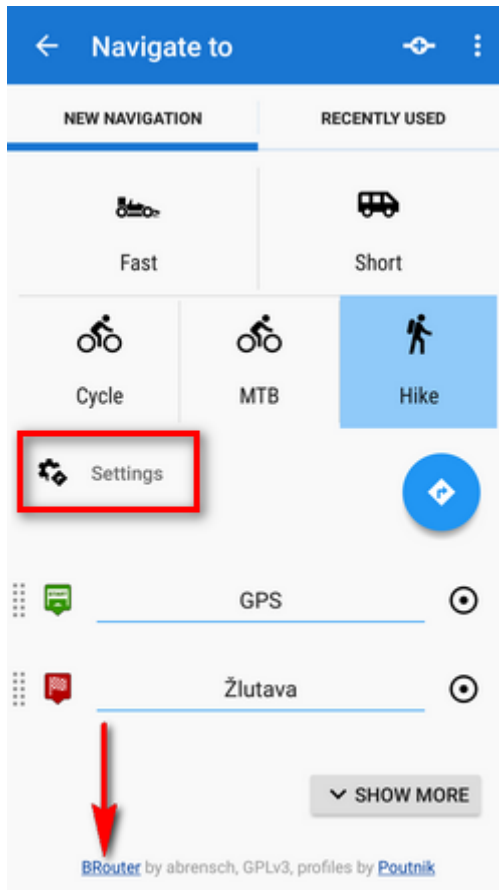 Navigate to
NEW NAVIGATION RECENTLY USED
Fast Short
Cycle MTB Hike
Settings
START
GPS
Žlutava
SHOW MORE
BRouter by abrensch, GPLv3, profiles by Poutnik